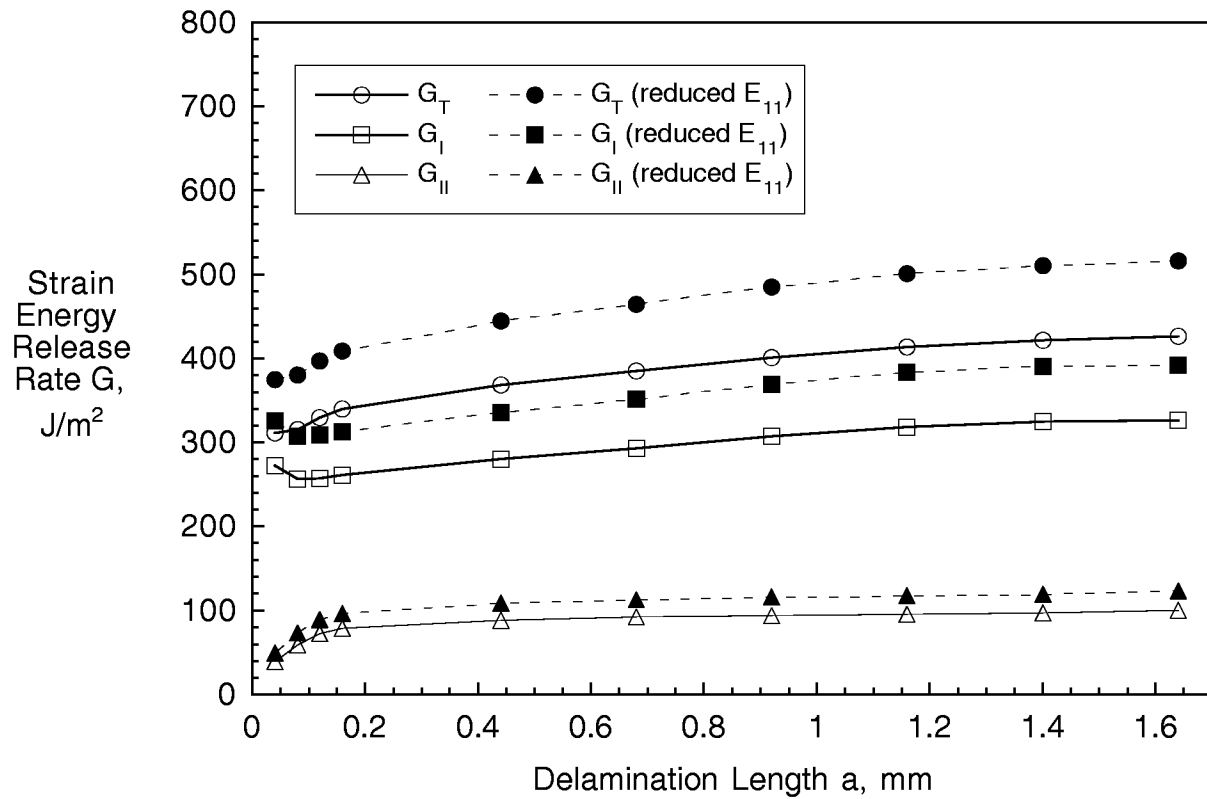 800
700
600
500
400
300
200
100
0
Strain
Energy
Release
Rate G,
J/m²
G_T
G_T (reduced E_11)
G_I
G_I (reduced E_11)
G_II
G_II (reduced E_11)
0 0.2 0.4 0.6 0.8 1 1.2 1.4 1.6
Delamination Length a, mm